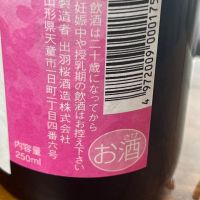 飲酒は二十歳になってから
妊娠中や授乳期の飲酒はお控え下さい
製造者 出羽桜酒造株式会社
山形県天童市一日町一丁目四番六号
内容量
250ml
お酒
4972009000175